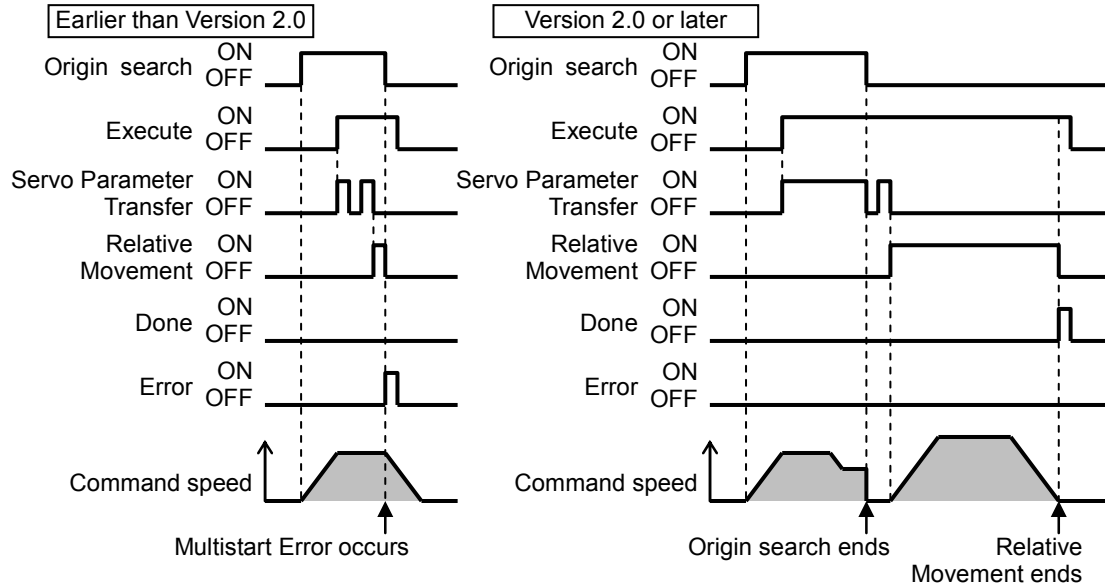 Earlier than Version 2.0
Origin search ON
OFF
Execute ON
OFF
Servo Parameter ON
Transfer OFF
Relative ON
Movement OFF
Done ON
OFF
Error ON
OFF
Command speed
Multistart Error occurs
Version 2.0 or later
Origin search ON
OFF
Execute ON
OFF
Servo Parameter ON
Transfer OFF
Relative ON
Movement OFF
Done ON
OFF
Error ON
OFF
Command speed
Origin search ends
Relative
Movement ends